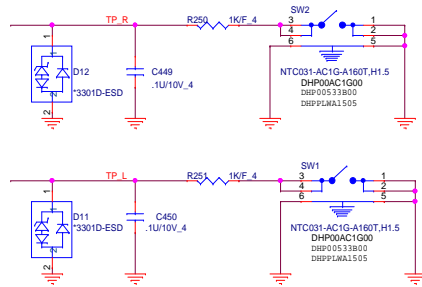 SW2
TP_R
R250
1K/F_4
3
1
4
2
6
5
1
D12
*3301D-ESD
2
C449
.1U/10V_4
NTC031-AC1G-A160T,H1.5
DHP00AC1G00
DHP00533B00
DHPPLWA1505
SW1
TP_L
R251
1K/F_4
3
1
4
2
6
5
1
D11
*3301D-ESD
2
C450
.1U/10V_4
NTC031-AC1G-A160T,H1.5
DHP00AC1G00
DHP00533B00
DHPPLWA1505